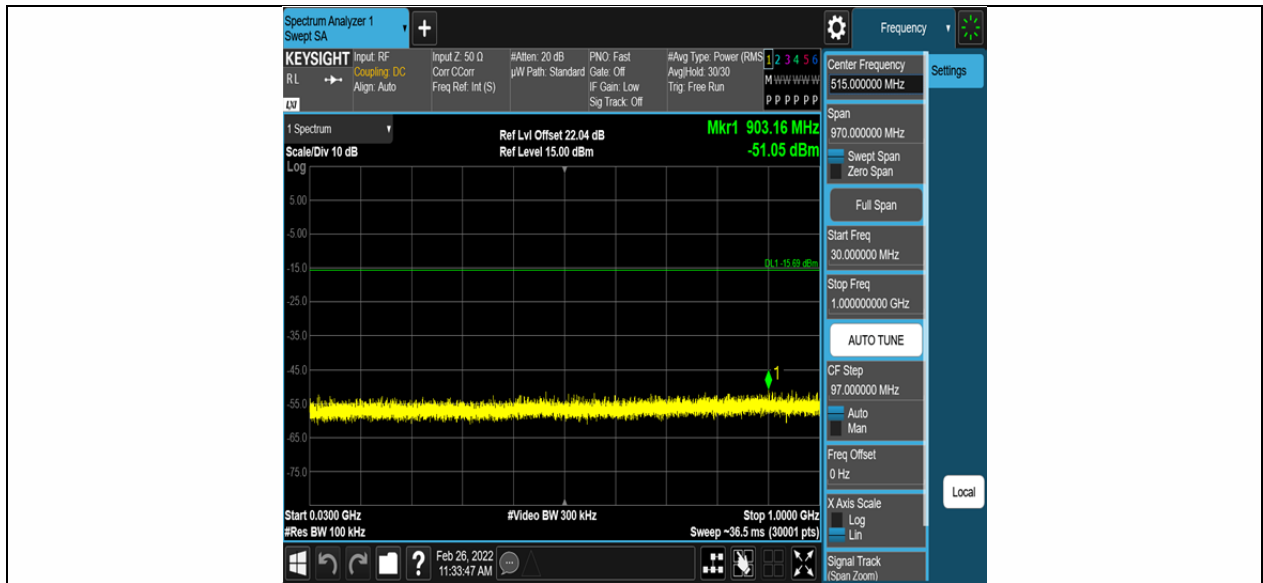 Spectrum Analyzer 1
Swept SA
+
Frequency
KEYSIGHT
RL
LXI
Input: RF
Coupling: DC
Align: Auto
Input Z: 50 Ω
Corr CCorr
Freq Ref: Int (S)
#Atten: 20 dB
µW Path: Standard
PNO: Fast
Gate: Off
IF Gain: Low
Sig Track: Off
#Avg Type: Power (RMS
Avg|Hold: 30/30
Trig: Free Run
1 2 3 4 5 6
M W W W W W
P P P P P P
1 Spectrum
Scale/Div 10 dB
Ref Lvl Offset 22.04 dB
Ref Level 15.00 dBm
Mkr1 903.16 MHz
-51.05 dBm
Log
5.00
-5.00
-15.0
-25.0
-35.0
-45.0
-55.0
-65.0
-75.0
DL1 -15.69 dBm
1
Start 0.0300 GHz
#Res BW 100 kHz
#Video BW 300 kHz
Stop 1.0000 GHz
Sweep ~36.5 ms (30001 pts)
?
Feb 26, 2022
11:33:47 AM
Center Frequency
515.000000 MHz
Span
970.000000 MHz
Swept Span
Zero Span
Full Span
Start Freq
30.000000 MHz
Stop Freq
1.000000000 GHz
AUTO TUNE
CF Step
97.000000 MHz
Auto
Man
Freq Offset
0 Hz
X Axis Scale
Log
Lin
Signal Track
(Span Zoom)
Settings
Local